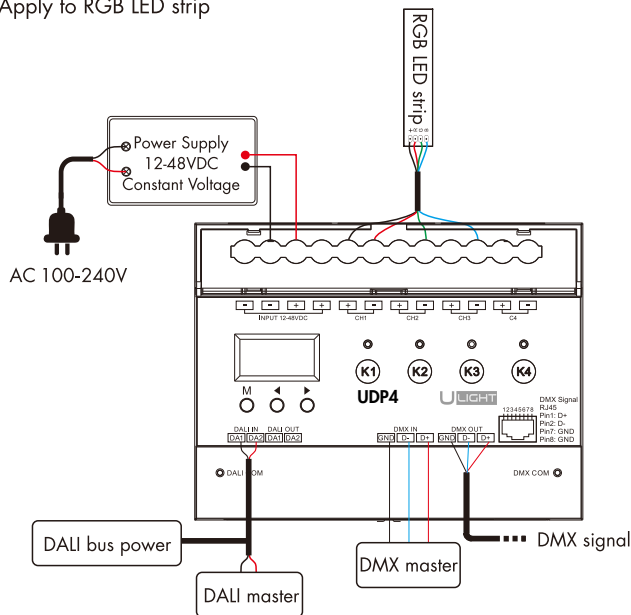 Apply to RGB LED strip
RGB LED strip
+ R G B
Power Supply
12-48VDC
Constant Voltage
AC 100-240V
- - + + + - + - + - + -
INPUT 12-48VDC CH1 CH2 CH3 C4
K1 K2 K3 K4
M
UDP4 ULIGHT
DMX Signal
RJ45
Pin1: D+
Pin2: D-
Pin7: GND
Pin8: GND
12345678
DALI IN DALI OUT DMX IN DMX OUT
DA1 DA2 DA1 DA2 GND D- D+ GND D- D+
DALI COM DMX COM
DALI bus power
DMX signal
DMX master
DALI master